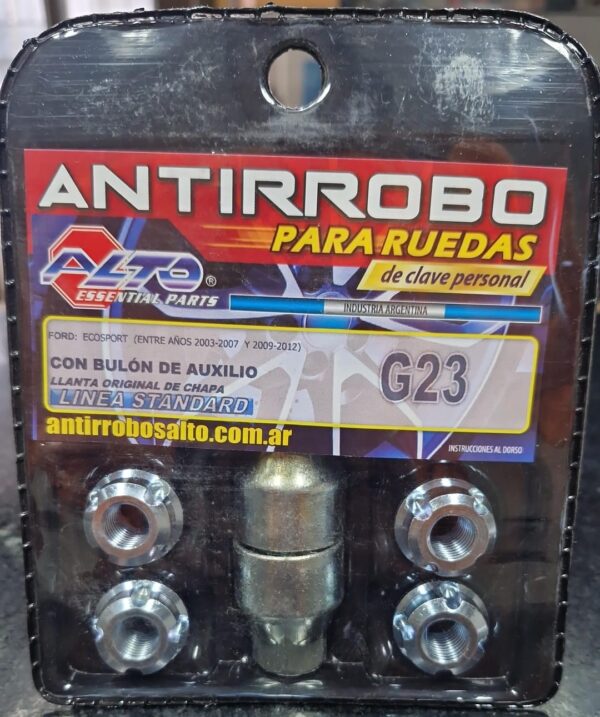 ANTIRROBO
PARA RUEDAS
de clave personal
ALTO ®
ESSENTIAL PARTS
INDUSTRIA ARGENTINA
FORD: ECOSPORT (ENTRE AÑOS 2003-2007 Y 2009-2012)
CON BULÓN DE AUXILIO
G23
LLANTA ORIGINAL DE CHAPA
LINEA STANDARD
antirrobosalto.com.ar
INSTRUCCIONES AL DORSO